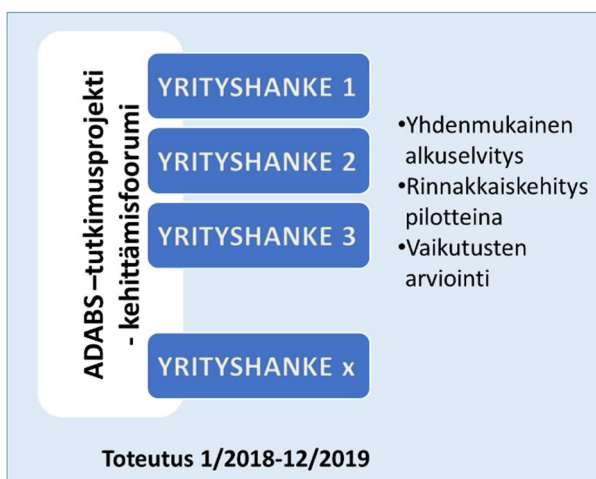 ADABS –tutkimusprojekti
- kehittämisfoorumi
YRITYSHANKE 1
YRITYSHANKE 2
YRITYSHANKE 3
YRITYSHANKE x
•Yhdenmukainen
alkuselvitys
•Rinnakkaiskehitys
pilotteina
•Vaikutusten
arviointi
Toteutus 1/2018-12/2019